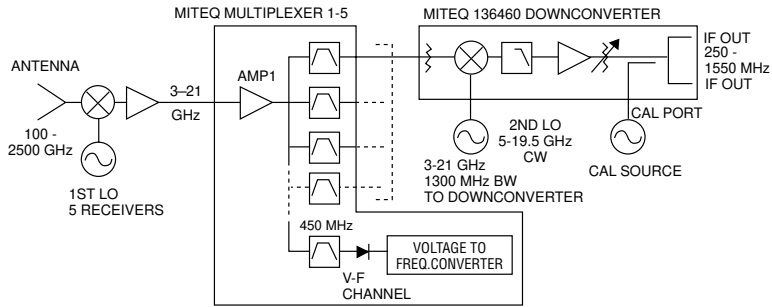 MITEQ MULTIPLEXER 1-5
MITEQ 136460 DOWNCONVERTER
ANTENNA
100 -
2500 GHz
1ST LO
5 RECEIVERS
3–21
GHz
AMP1
450 MHz
V-F
CHANNEL
VOLTAGE TO
FREQ.CONVERTER
3-21 GHz
1300 MHz BW
TO DOWNCONVERTER
2ND LO
5-19.5 GHz
CW
CAL PORT
CAL SOURCE
IF OUT
250 -
1550 MHz
IF OUT